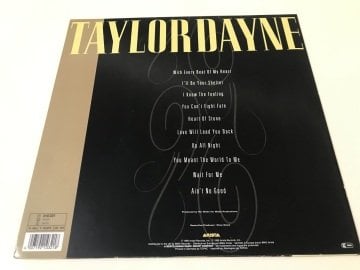 TAYLOR DAYNE
With Every Beat Of My Heart
I'll Be Your Shelter
I Know The Feeling
You Can't Fight Fate
Heart Of Stone
Love Will Lead You Back
Up All Night
You Meant The World To Me
Wait For Me
Ain't No Good
ARISTA